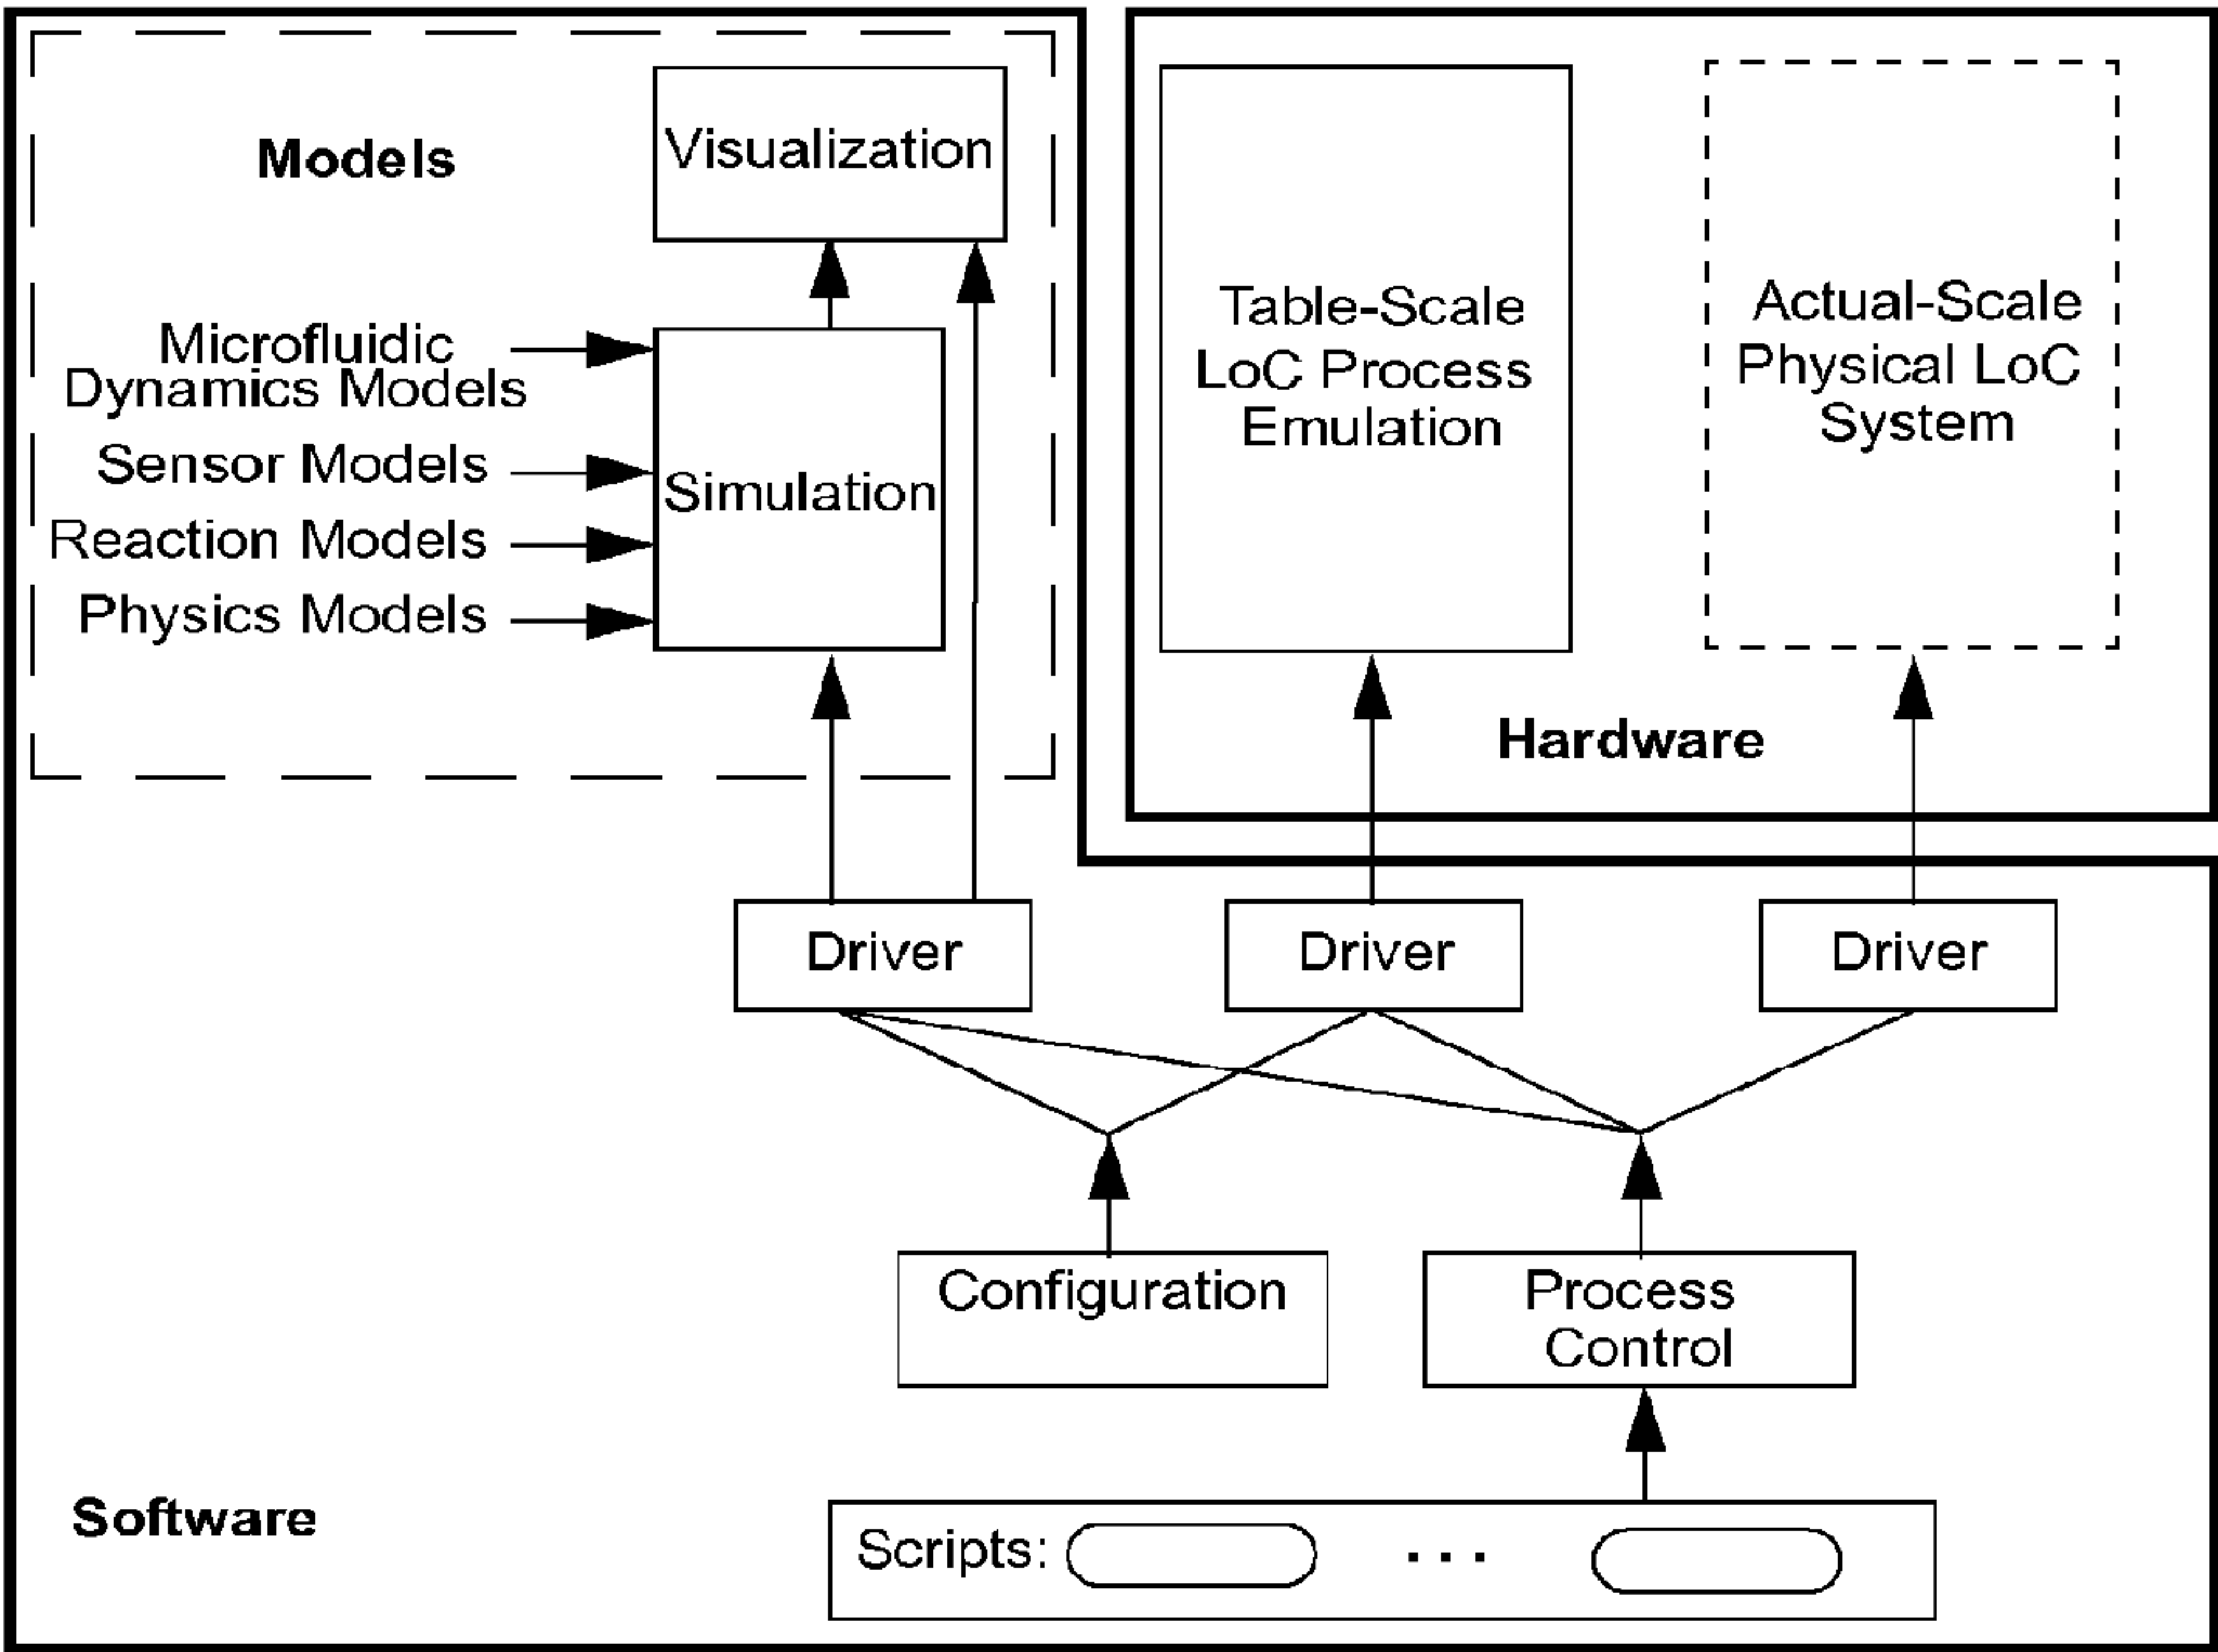 Models
Visualization
Microfluidic
Dynamics Models
Sensor Models
Reaction Models
Physics Models
Simulation
Table-Scale
LoC Process
Emulation
Actual-Scale
Physical LoC
System
Hardware
Driver
Driver
Driver
Configuration
Process
Control
Software
Scripts: ...